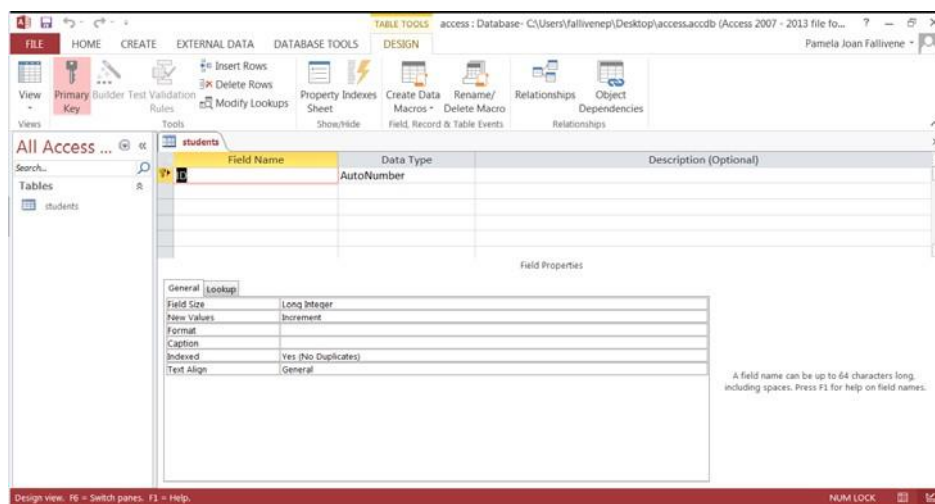 TABLE TOOLS access : Database- C:\Users\fallivenep\Desktop\access.accdb (Access 2007 - 2013 file fo... ?
FILE HOME CREATE EXTERNAL DATA DATABASE TOOLS DESIGN Pamela Joan Fallivene
View
Primary Key
Builder
Test Validation Rules
Insert Rows
Delete Rows
Modify Lookups
Property Sheet
Indexes
Create Data Macros
Rename/ Delete Macro
Relationships
Object Dependencies
Views Tools Show/Hide Field, Record & Table Events Relationships
All Access ... «
Search...
Tables
students
students
Field Name Data Type Description (Optional)
ID AutoNumber
Field Properties
General Lookup
Field Size Long Integer
New Values Increment
Format
Caption
Indexed Yes (No Duplicates)
Text Align General
A field name can be up to 64 characters long,
including spaces. Press F1 for help on field names.
Design view. F6 = Switch panes. F1 = Help. NUM LOCK